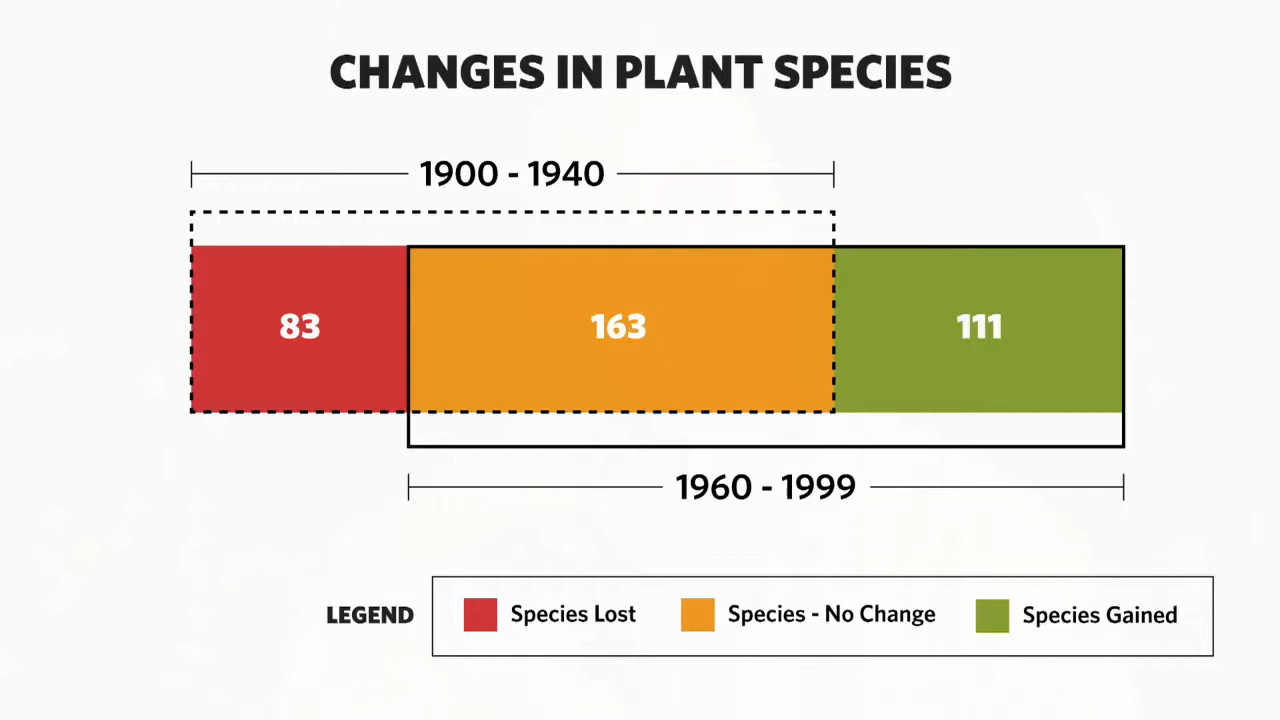 CHANGES IN PLANT SPECIES
1900 - 1940
83
163
111
1960 - 1999
LEGEND
Species Lost
Species - No Change
Species Gained